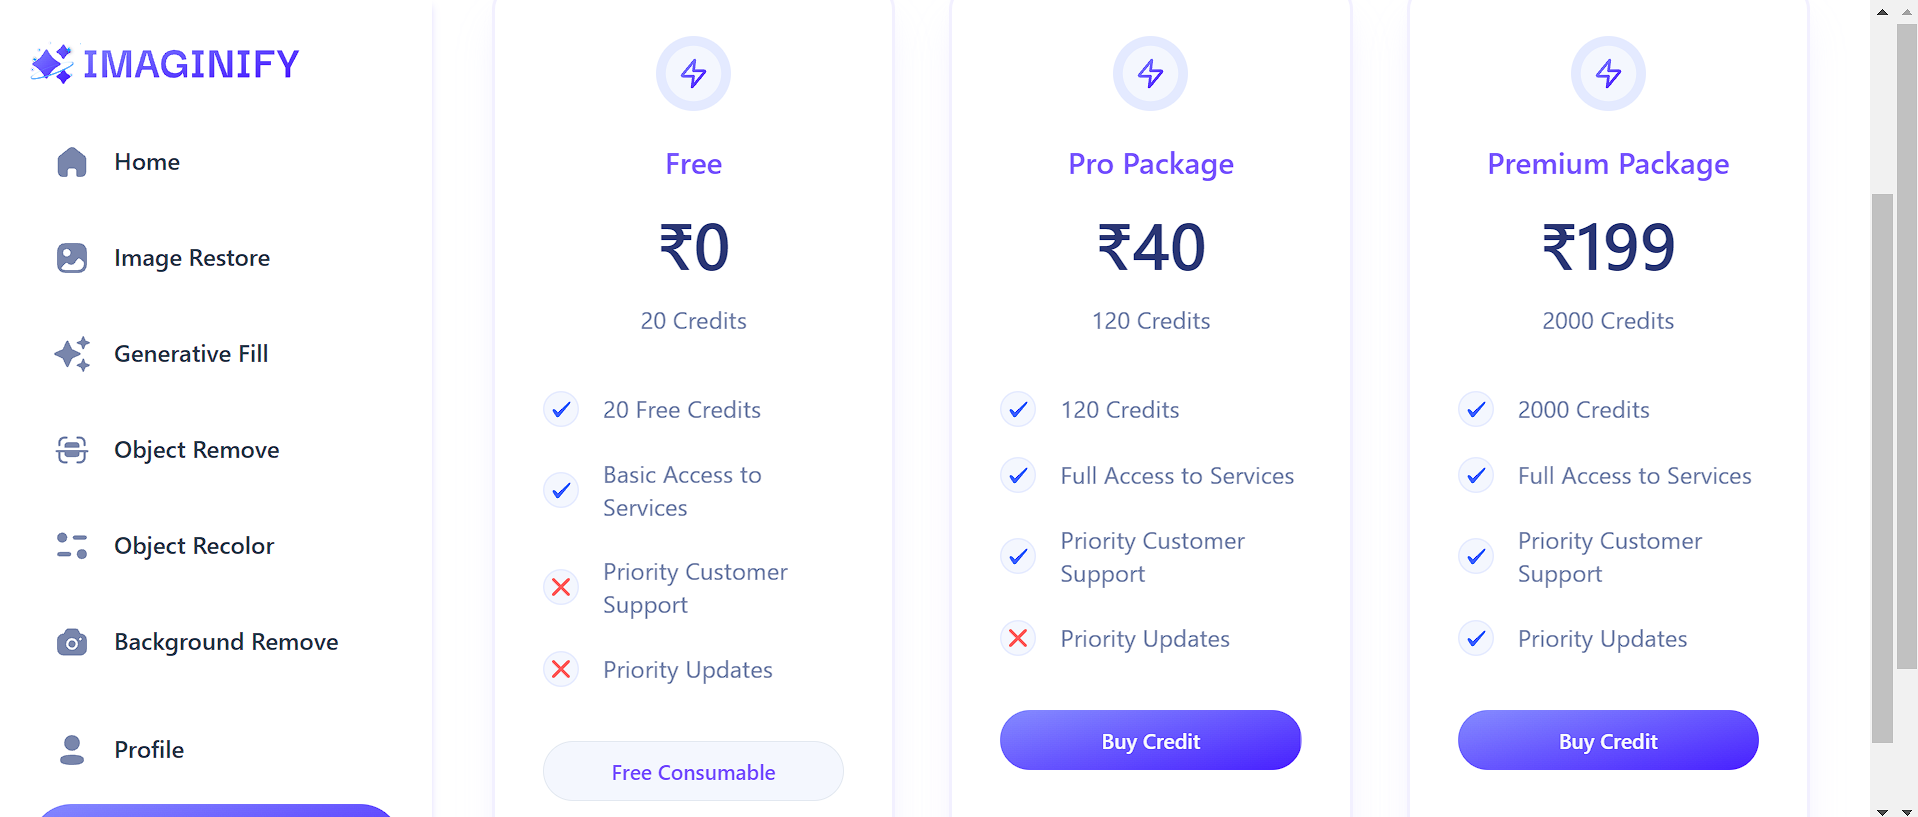 IMAGINIFY
Home
Image Restore
Generative Fill
Object Remove
Object Recolor
Background Remove
Profile
Free
₹0
20 Credits
20 Free Credits
Basic Access to
Services
Priority Customer
Support
Priority Updates
Free Consumable
Pro Package
₹40
120 Credits
120 Credits
Full Access to Services
Priority Customer
Support
Priority Updates
Buy Credit
Premium Package
₹199
2000 Credits
2000 Credits
Full Access to Services
Priority Customer
Support
Priority Updates
Buy Credit